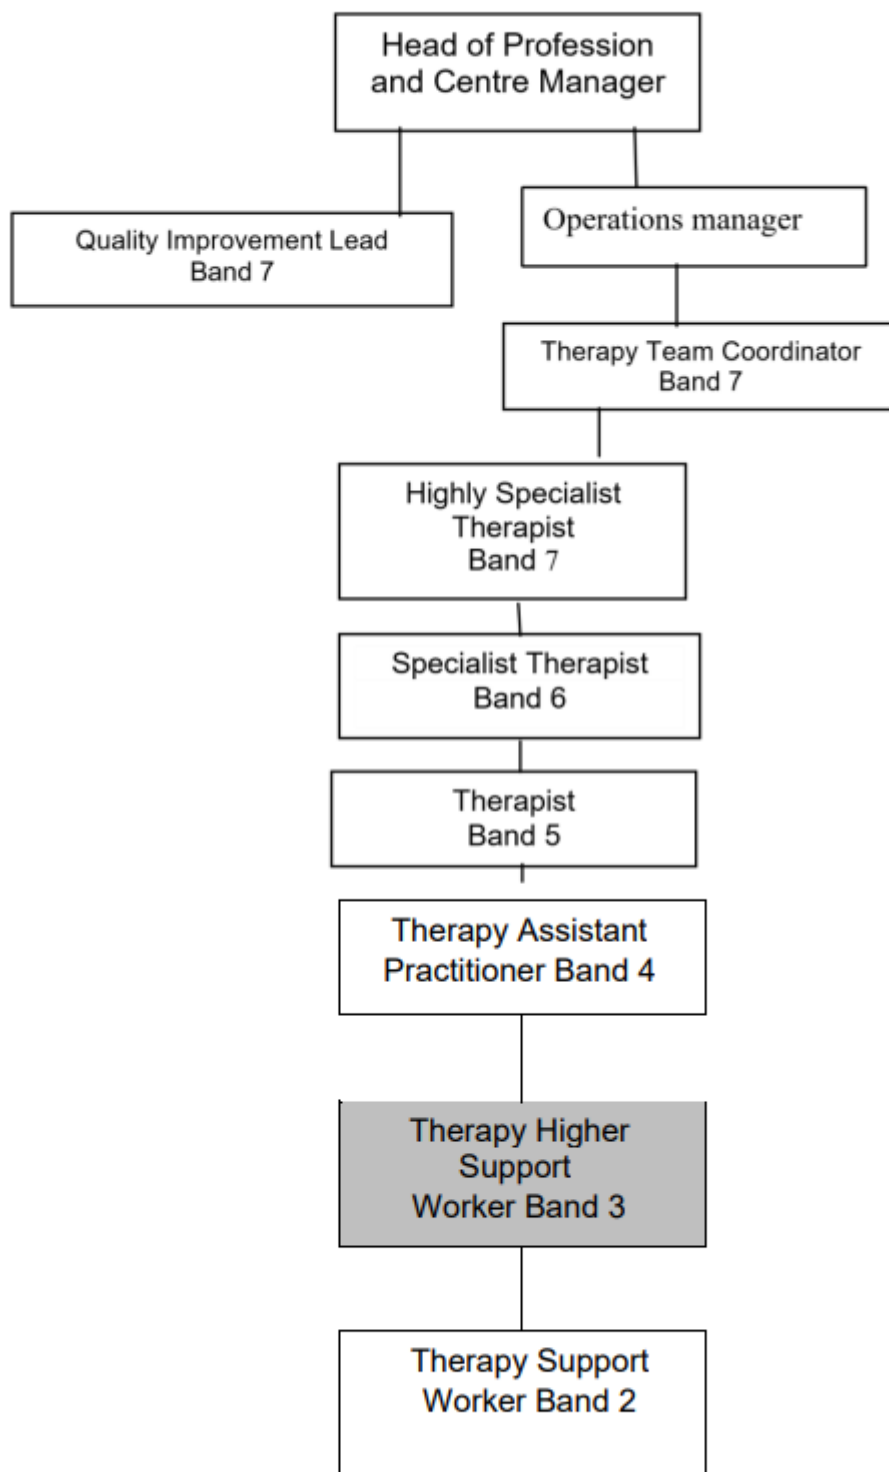 Head of Profession
and Centre Manager
Quality Improvement Lead
Band 7
Operations manager
Therapy Team Coordinator
Band 7
Highly Specialist
Therapist
Band 7
Specialist Therapist
Band 6
Therapist
Band 5
Therapy Assistant
Practitioner Band 4
Therapy Higher
Support
Worker Band 3
Therapy Support
Worker Band 2